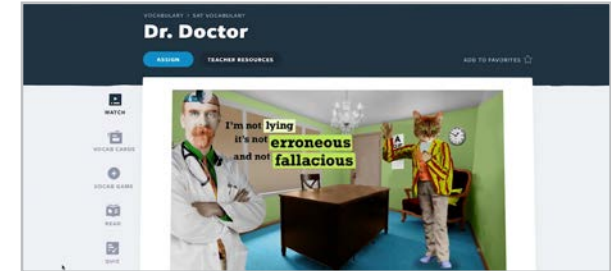 VOCABULARY > SAT VOCABULARY
Dr. Doctor
ASSIGN TEACHER RESOURCES ADD TO FAVORITES
WATCH
VOCAB CARDS
VOCAB GAME
READ
QUIZ
I'm not lying
it's not erroneous
and not fallacious